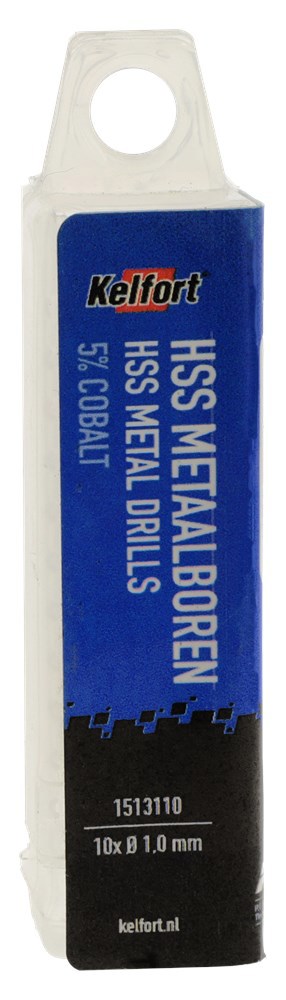 Kelfort
HSS METAALBOREN
HSS METAL DRILLS
5% COBALT
1513110
10x Ø 1,0 mm
kelfort.nl